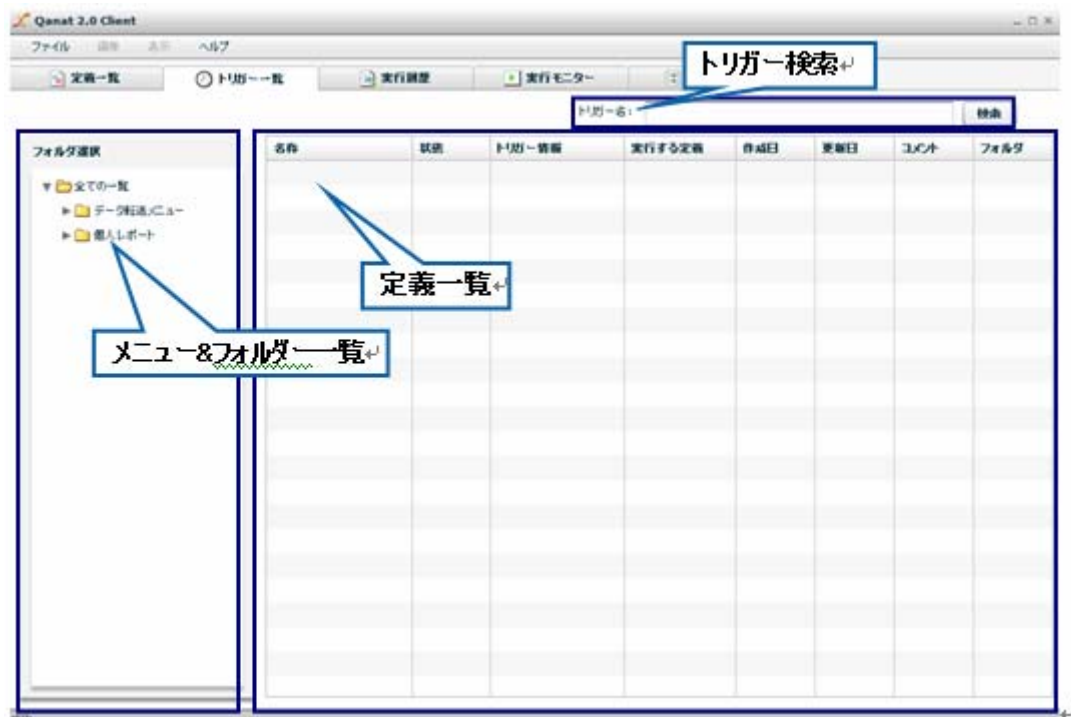 Qanat 2.0 Client
ファイル 編集 表示 ヘルプ
定義一覧 トリガー一覧 実行履歴 実行モニター
トリガー検索
トリガー名: 検索
フォルダ選択
名称 状態 トリガー情報 実行する定義 作成日 更新日 コメント フォルダ
全ての一覧
データ転送メニュー
個人レポート
定義一覧
メニュー&フォルダー一覧